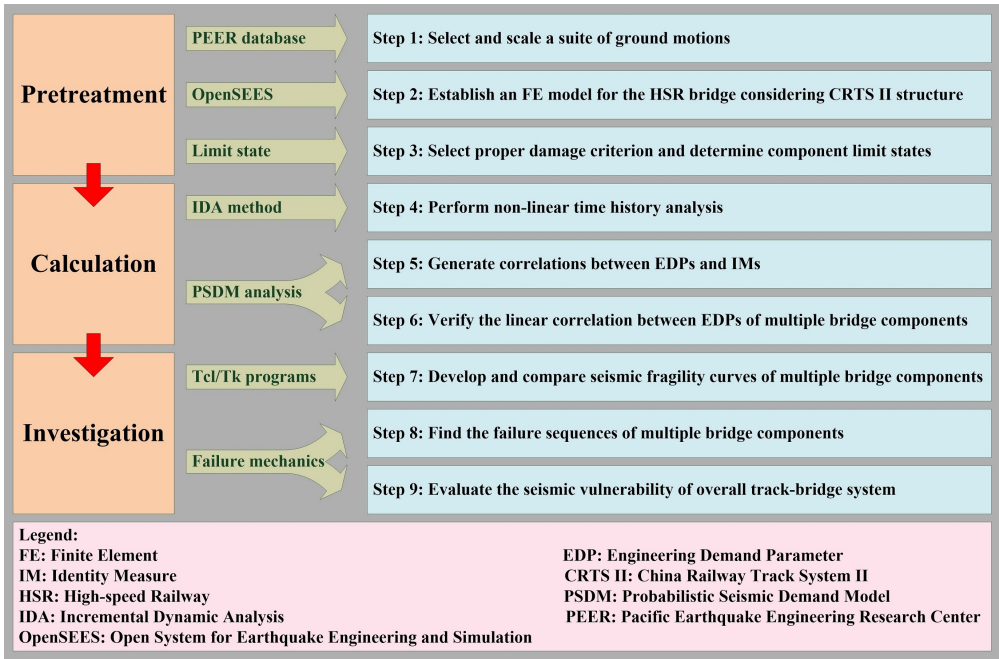 Pretreatment
PEER database
Step 1: Select and scale a suite of ground motions
OpenSEES
Step 2: Establish an FE model for the HSR bridge considering CRTS II structure
Limit state
Step 3: Select proper damage criterion and determine component limit states
Calculation
IDA method
Step 4: Perform non-linear time history analysis
PSDM analysis
Step 5: Generate correlations between EDPs and IMs
Step 6: Verify the linear correlation between EDPs of multiple bridge components
Investigation
Tcl/Tk programs
Step 7: Develop and compare seismic fragility curves of multiple bridge components
Failure mechanics
Step 8: Find the failure sequences of multiple bridge components
Step 9: Evaluate the seismic vulnerability of overall track-bridge system
Legend:
FE: Finite Element
IM: Identity Measure
HSR: High-speed Railway
IDA: Incremental Dynamic Analysis
OpenSEES: Open System for Earthquake Engineering and Simulation
EDP: Engineering Demand Parameter
CRTS II: China Railway Track System II
PSDM: Probabilistic Seismic Demand Model
PEER: Pacific Earthquake Engineering Research Center